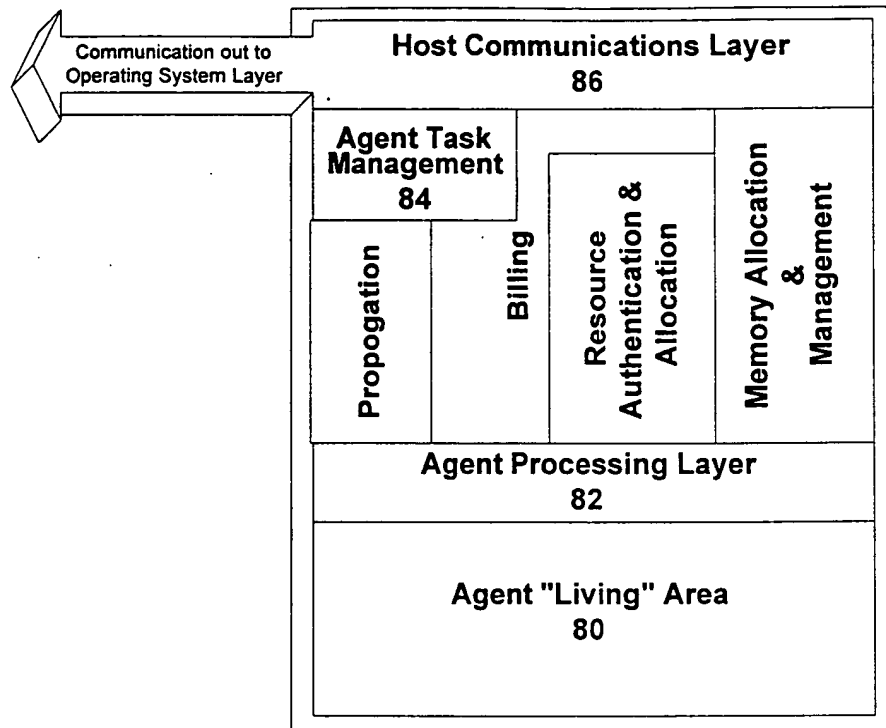 Communication out to
Operating System Layer
Host Communications Layer
86
Agent Task
Management
84
Propogation
Billing
Resource
Authentication &
Allocation
Memory Allocation
&
Management
Agent Processing Layer
82
Agent "Living" Area
80